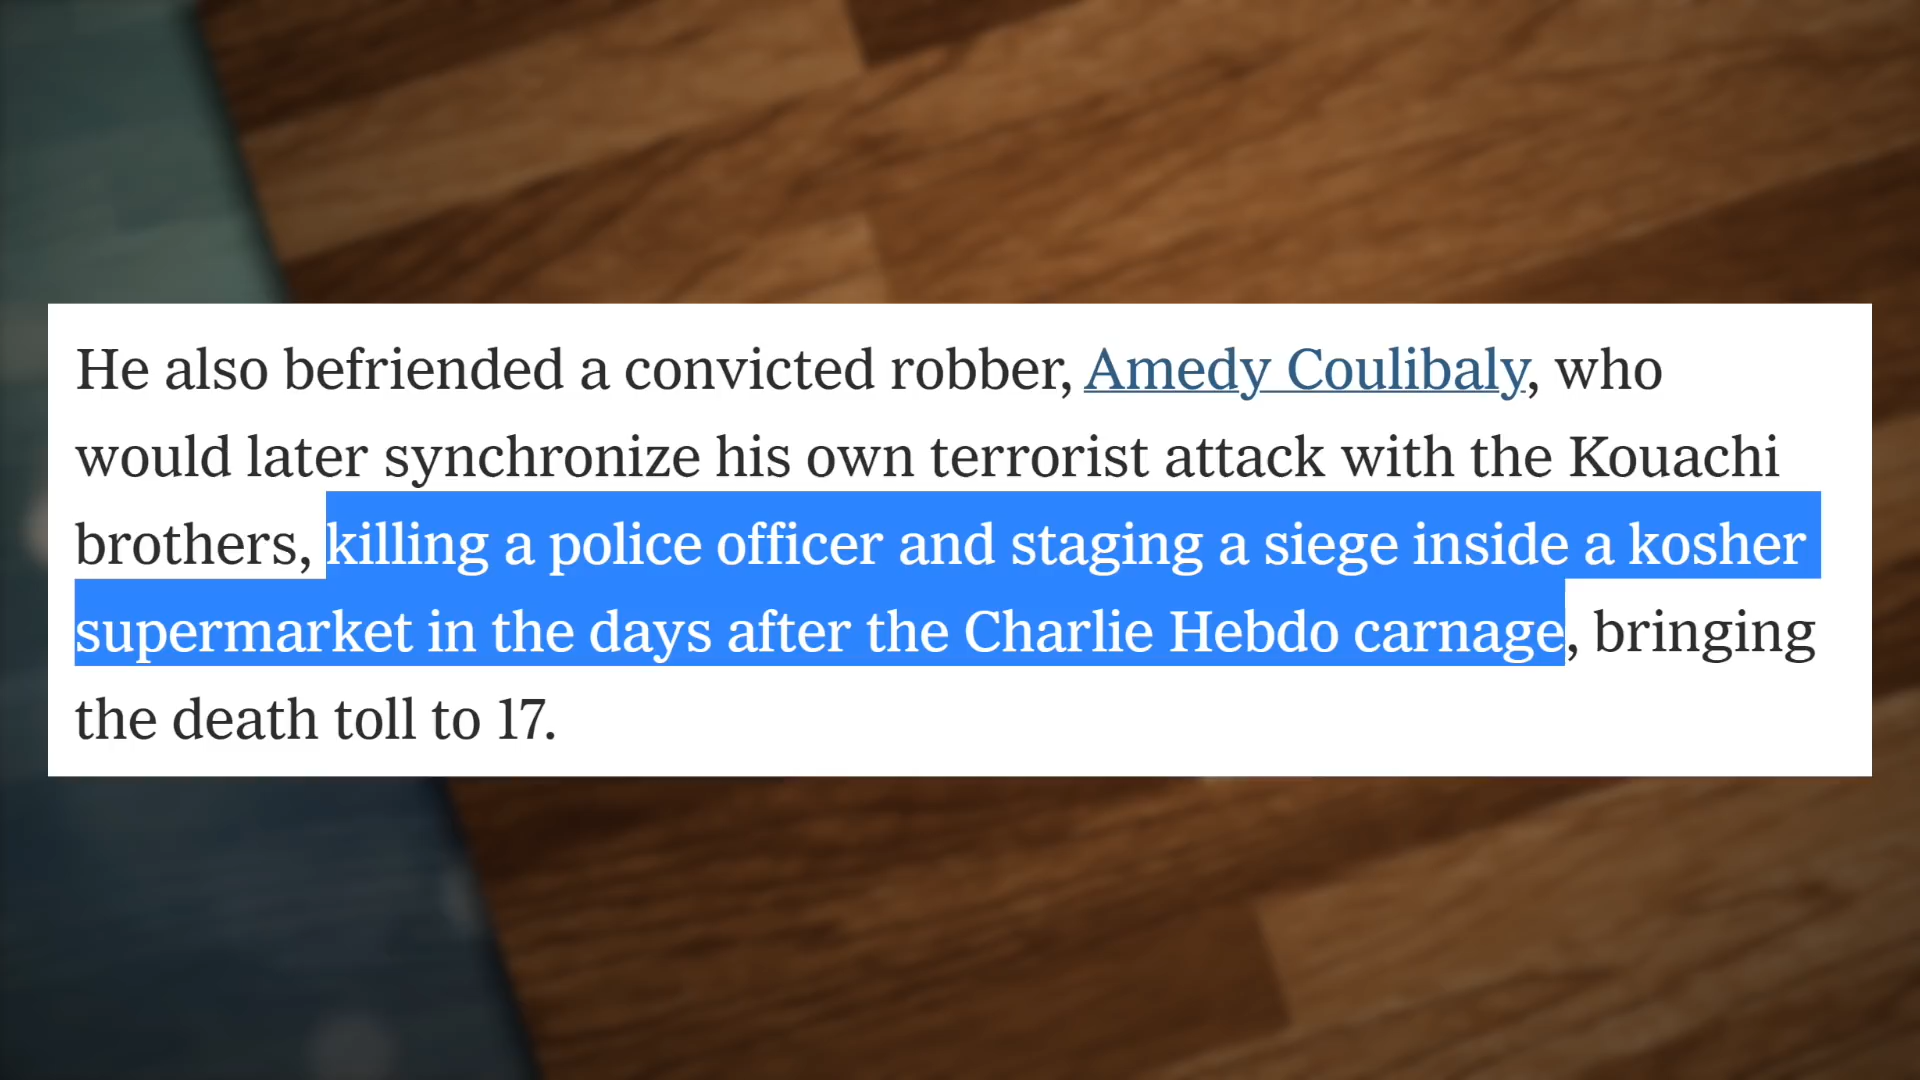 He also befriended a convicted robber, Amedy Coulibaly, who
would later synchronize his own terrorist attack with the Kouachi
brothers, killing a police officer and staging a siege inside a kosher
supermarket in the days after the Charlie Hebdo carnage, bringing
the death toll to 17.